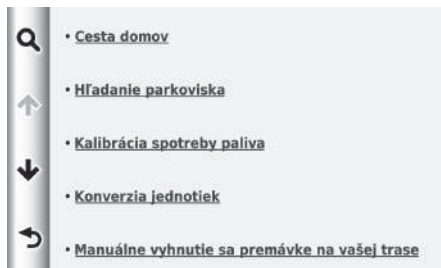 • Cesta domov
• Hľadanie parkoviska
• Kalibrácia spotreby paliva
• Konverzia jednotiek
• Manuálne vyhnutie sa premávke na vašej trase